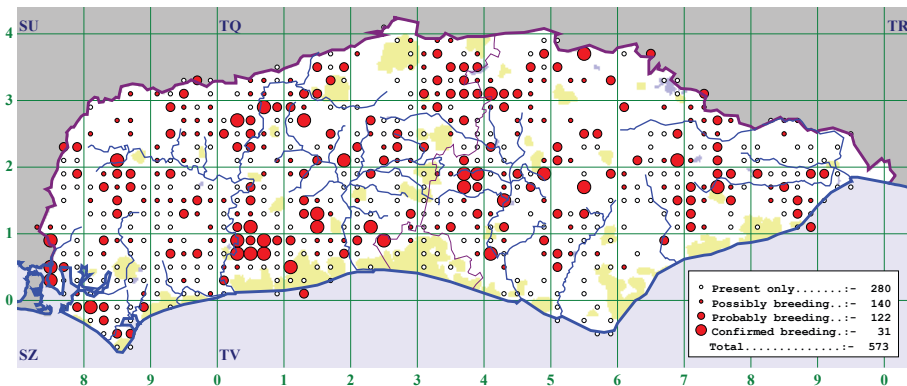 SU TQ TR
4
3
2
1
0
Present only.......:- 280
Possibly breeding..:- 140
Probably breeding..:- 122
Confirmed breeding.:- 31
Total..............:- 573
SZ TV
8 9 0 1 2 3 4 5 6 7 8 9 0